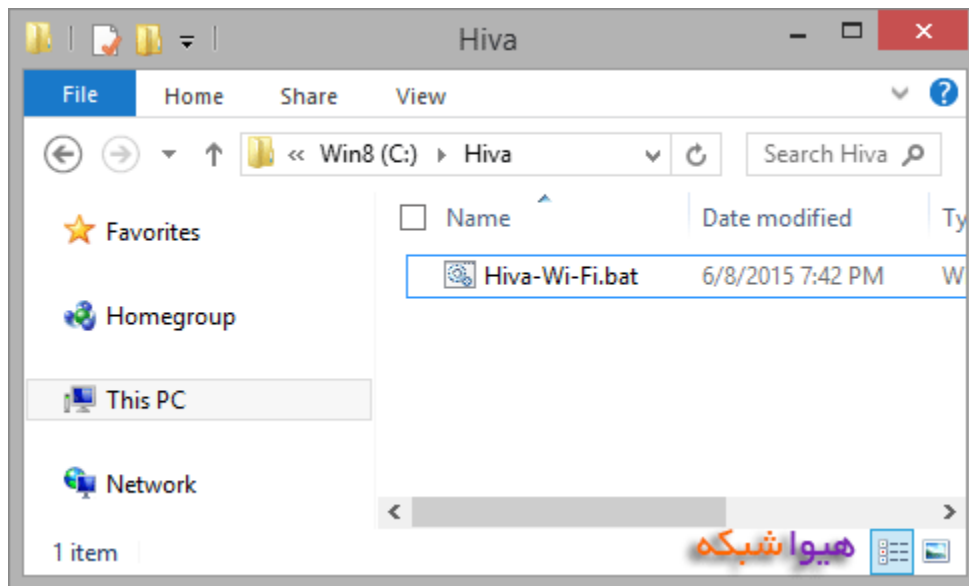 Hiva
File Home Share View
« Win8 (C:) Hiva Search Hiva
Name Date modified Ty
Favorites
Hiva-Wi-Fi.bat 6/8/2015 7:42 PM W
Homegroup
This PC
Network
1 item
هیوا شبکه